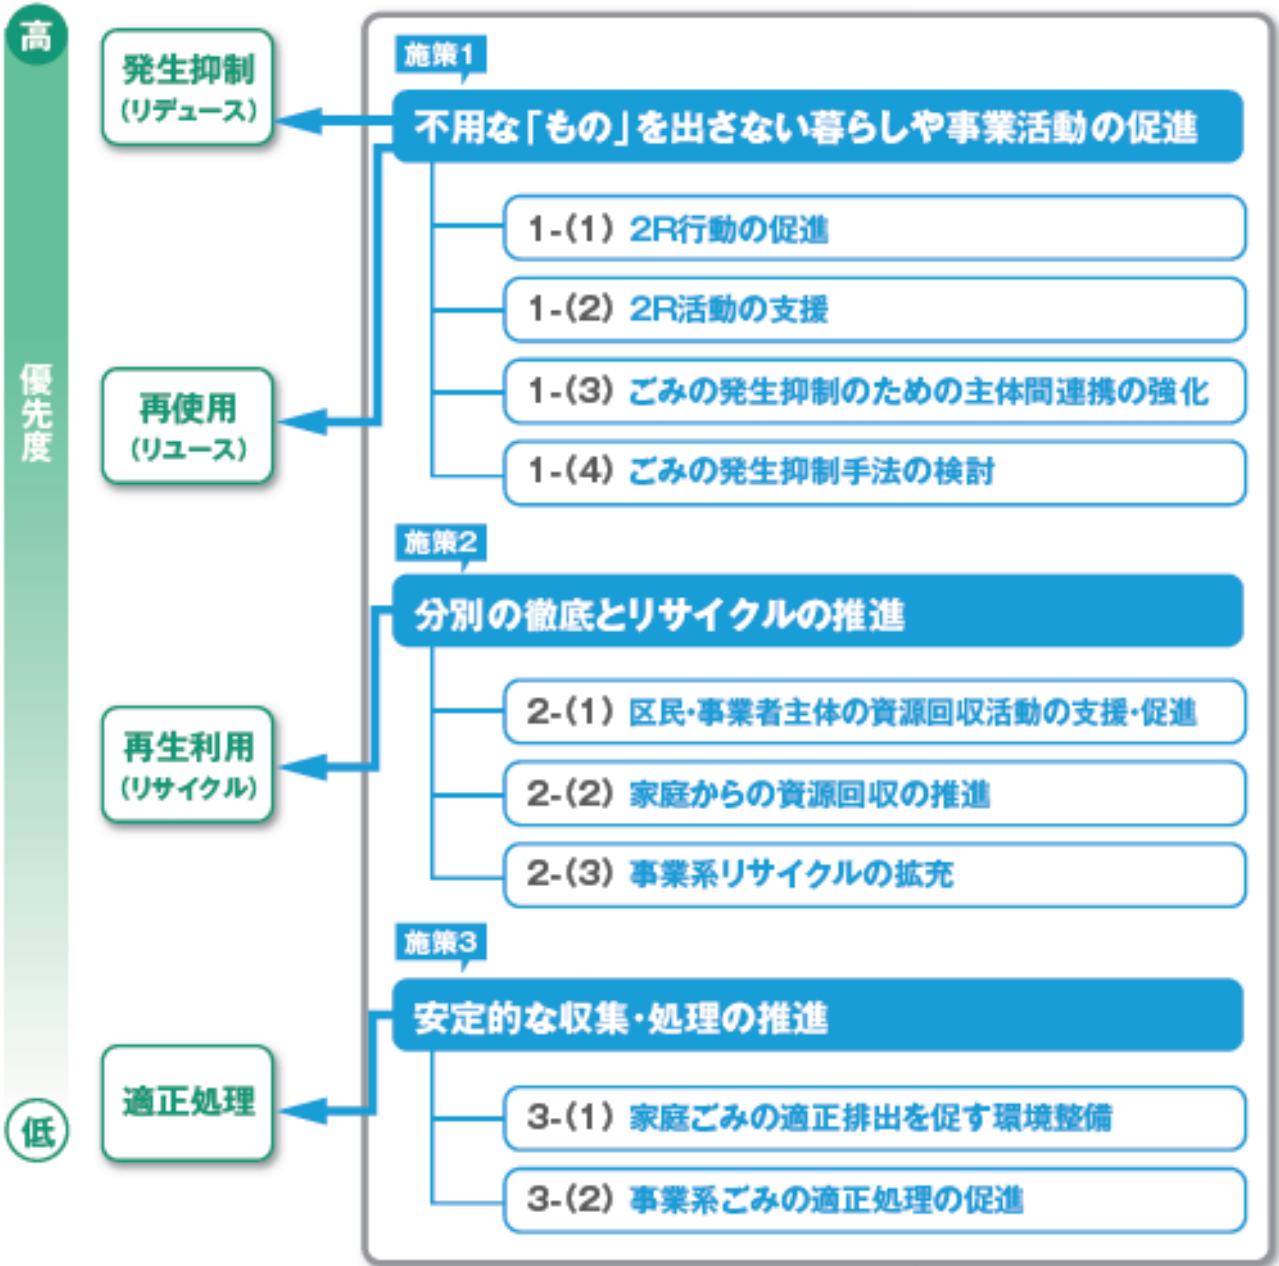 高
優先度
低
発生抑制
(リデュース)
再使用
(リユース)
再生利用
(リサイクル)
適正処理
施策1
不用な「もの」を出さない暮らしや事業活動の促進
1-(1) 2R行動の促進
1-(2) 2R活動の支援
1-(3) ごみの発生抑制のための主体間連携の強化
1-(4) ごみの発生抑制手法の検討
施策2
分別の徹底とリサイクルの推進
2-(1) 区民・事業者主体の資源回収活動の支援・促進
2-(2) 家庭からの資源回収の推進
2-(3) 事業系リサイクルの拡充
施策3
安定的な収集・処理の推進
3-(1) 家庭ごみの適正排出を促す環境整備
3-(2) 事業系ごみの適正処理の促進